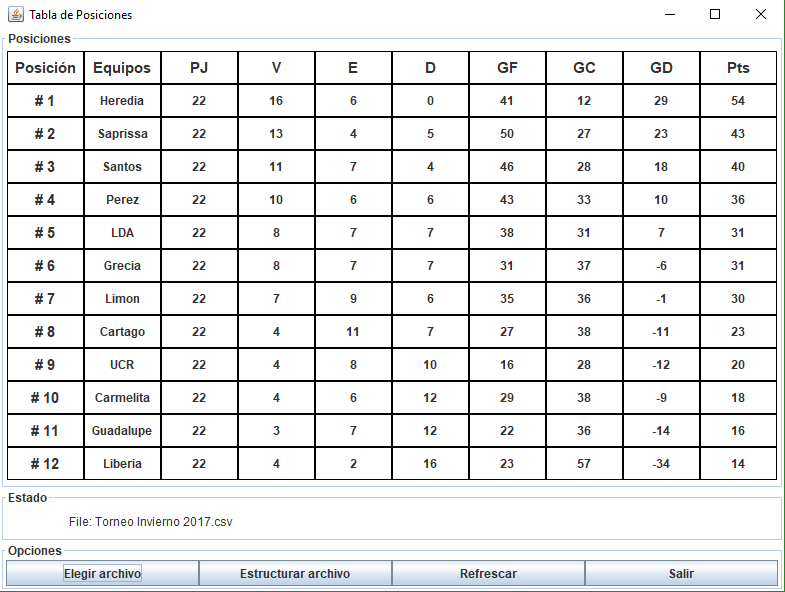 Tabla de Posiciones
Posiciones
Posición Equipos PJ V E D GF GC GD Pts
# 1 Heredia 22 16 6 0 41 12 29 54
# 2 Saprissa 22 13 4 5 50 27 23 43
# 3 Santos 22 11 7 4 46 28 18 40
# 4 Perez 22 10 6 6 43 33 10 36
# 5 LDA 22 8 7 7 38 31 7 31
# 6 Grecia 22 8 7 7 31 37 -6 31
# 7 Limon 22 7 9 6 35 36 -1 30
# 8 Cartago 22 4 11 7 27 38 -11 23
# 9 UCR 22 4 8 10 16 28 -12 20
# 10 Carmelita 22 4 6 12 29 38 -9 18
# 11 Guadalupe 22 3 7 12 22 36 -14 16
# 12 Liberia 22 4 2 16 23 57 -34 14
Estado
File: Torneo Invierno 2017.csv
Opciones
Elegir archivo Estructurar archivo Refrescar Salir